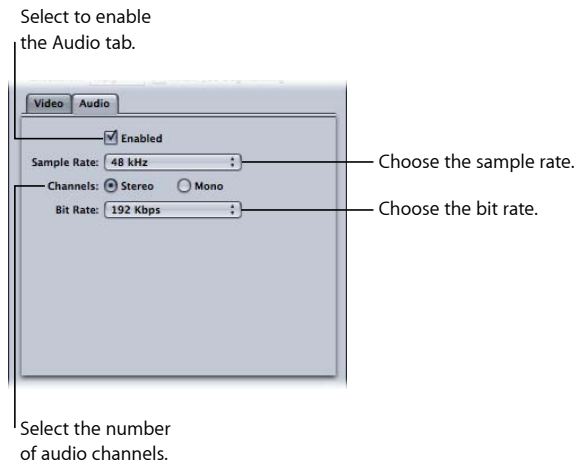 Select to enable
the Audio tab.
Video Audio
Enabled
Sample Rate: 48 kHz
Choose the sample rate.
Channels: Stereo Mono
Bit Rate: 192 Kbps
Choose the bit rate.
Select the number
of audio channels.